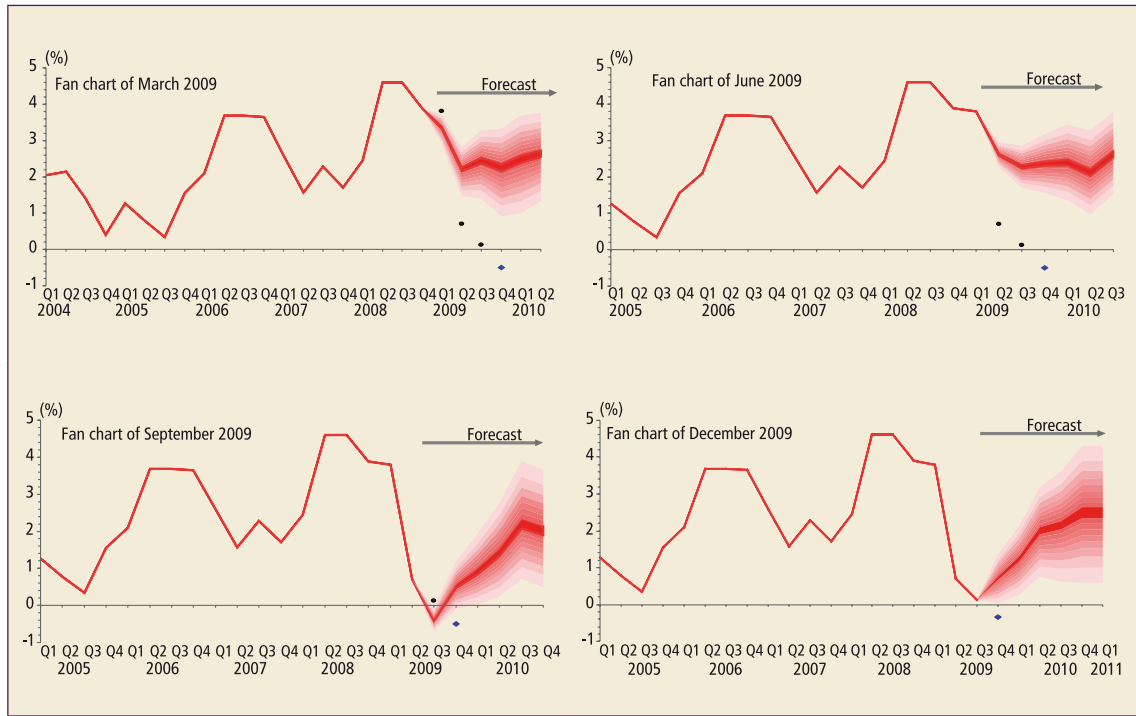 (%)
Fan chart of March 2009
Forecast
5
4
3
2
1
0
-1
Q1 Q2 Q3 Q4 Q1 Q2 Q3 Q4 Q1 Q2 Q3 Q4 Q1 Q2 Q3 Q4 Q1 Q2 Q3 Q4 Q1 Q2 Q3 Q4 Q1 Q2
2004 2005 2006 2007 2008 2009 2010
(%)
Fan chart of June 2009
Forecast
5
4
3
2
1
0
-1
Q1 Q2 Q3 Q4 Q1 Q2 Q3 Q4 Q1 Q2 Q3 Q4 Q1 Q2 Q3 Q4 Q1 Q2 Q3 Q4 Q1 Q2 Q3
2005 2006 2007 2008 2009 2010
(%)
Fan chart of September 2009
Forecast
5
4
3
2
1
0
-1
Q1 Q2 Q3 Q4 Q1 Q2 Q3 Q4 Q1 Q2 Q3 Q4 Q1 Q2 Q3 Q4 Q1 Q2 Q3 Q4 Q1 Q2 Q3 Q4
2005 2006 2007 2008 2009 2010
(%)
Fan chart of December 2009
Forecast
5
4
3
2
1
0
-1
Q1 Q2 Q3 Q4 Q1 Q2 Q3 Q4 Q1 Q2 Q3 Q4 Q1 Q2 Q3 Q4 Q1 Q2 Q3 Q4 Q1 Q2 Q3 Q4 Q1
2005 2006 2007 2008 2009 2010 2011